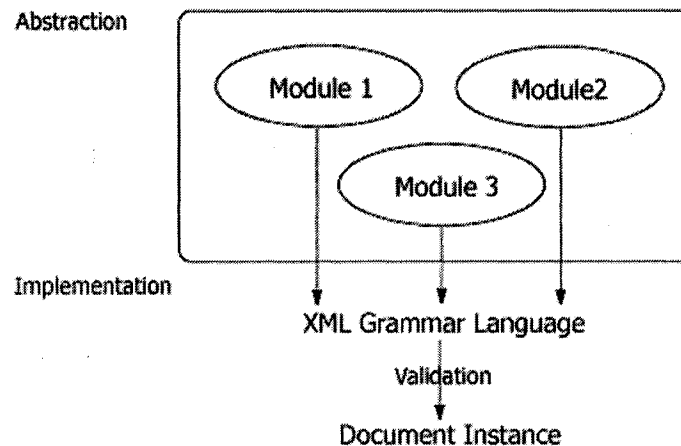 Abstraction
Module 1
Module2
Module 3
Implementation
XML Grammar Language
Validation
Document Instance